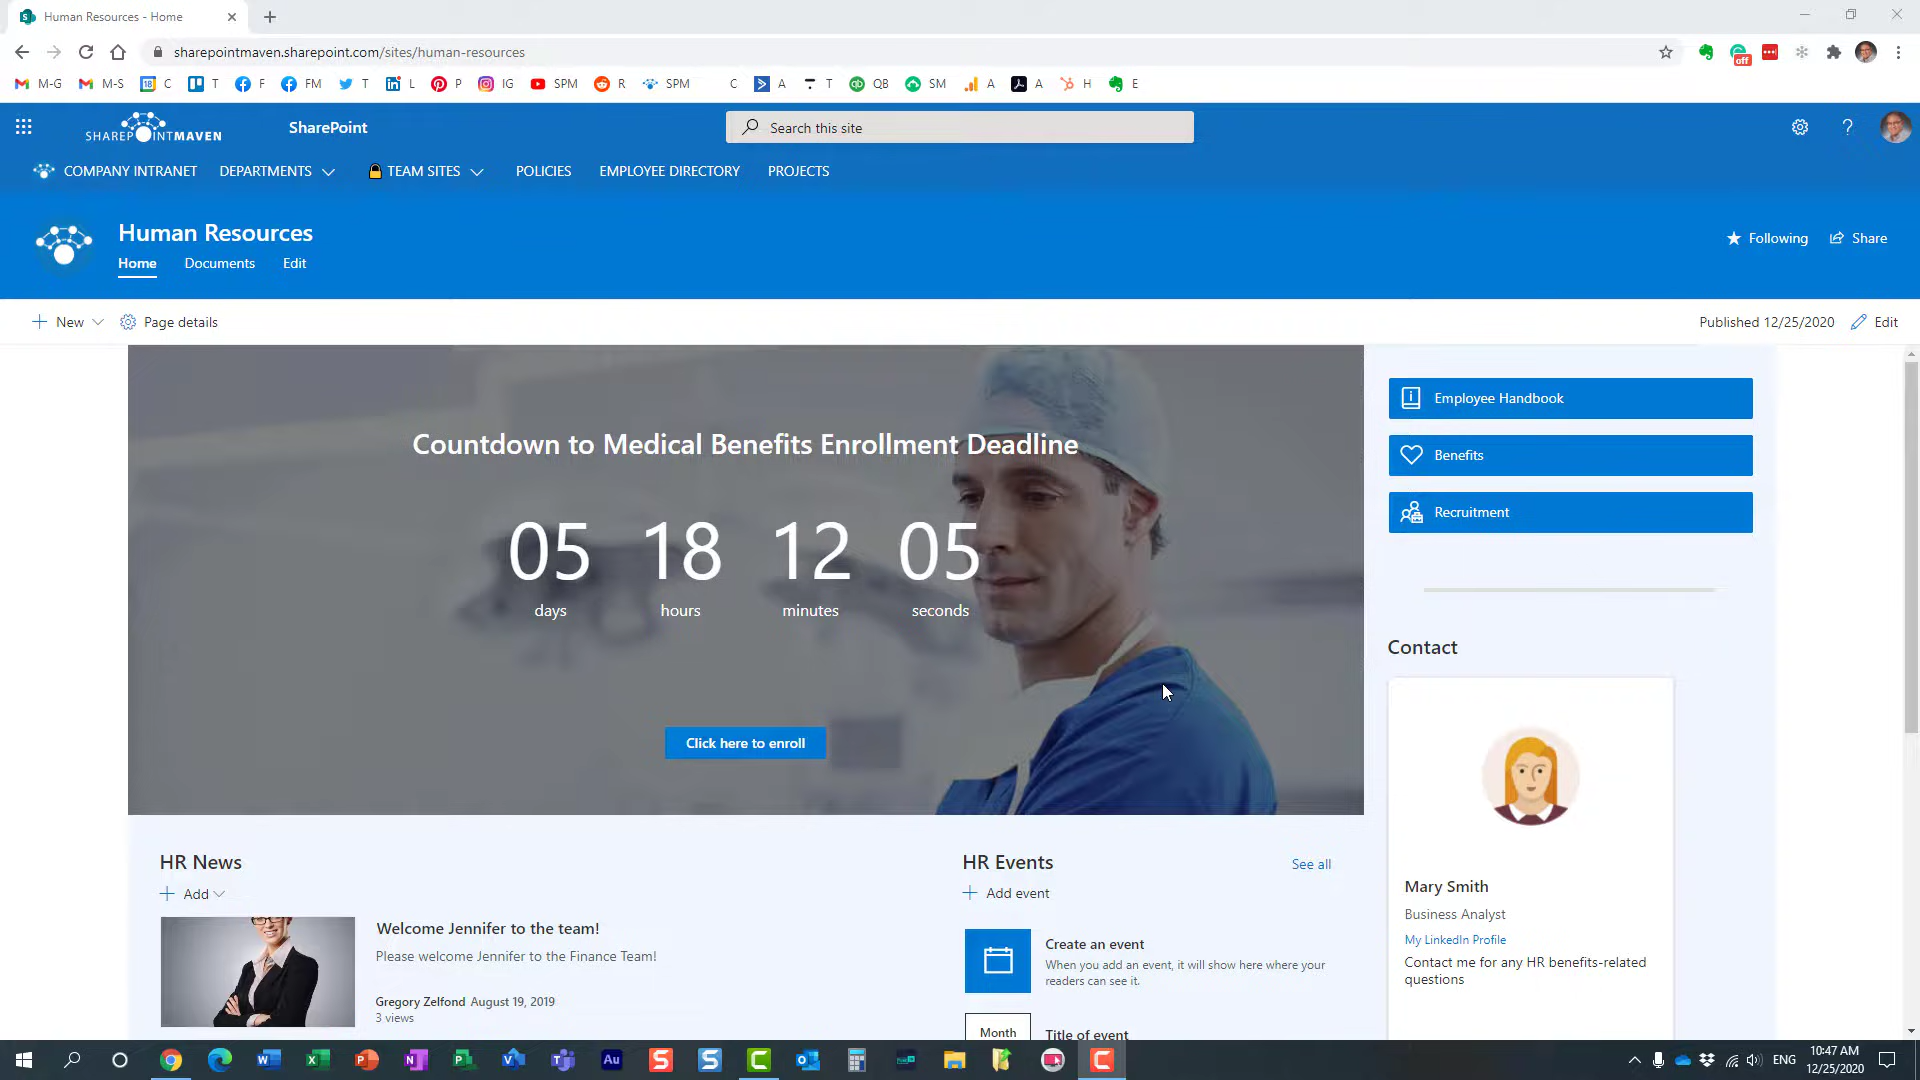 Human Resources - Home
sharepointmaven.sharepoint.com/sites/human-resources
M-G M-S C T F FM T L P IG SPM R SPM C A T QB SM A A H E
off
SHAREPOINTMAVEN SharePoint Search this site
COMPANY INTRANET DEPARTMENTS TEAM SITES POLICIES EMPLOYEE DIRECTORY PROJECTS
Human Resources
Home Documents Edit
Following Share
New Page details Published 12/25/2020 Edit
Countdown to Medical Benefits Enrollment Deadline
05 18 12 05
days hours minutes seconds
Click here to enroll
Employee Handbook
Benefits
Recruitment
Contact
Mary Smith
Business Analyst
My LinkedIn Profile
Contact me for any HR benefits-related
questions
HR News
Add
Welcome Jennifer to the team!
Please welcome Jennifer to the Finance Team!
Gregory Zelfond August 19, 2019
3 views
HR Events See all
Add event
Create an event
When you add an event, it will show here where your
readers can see it.
Month
Title of event
ENG
10:47 AM
12/25/2020